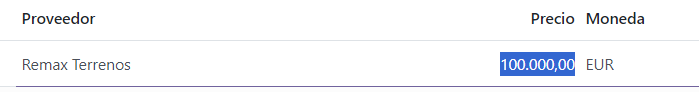 Proveedor Precio Moneda
Remax Terrenos 100.000,00 EUR